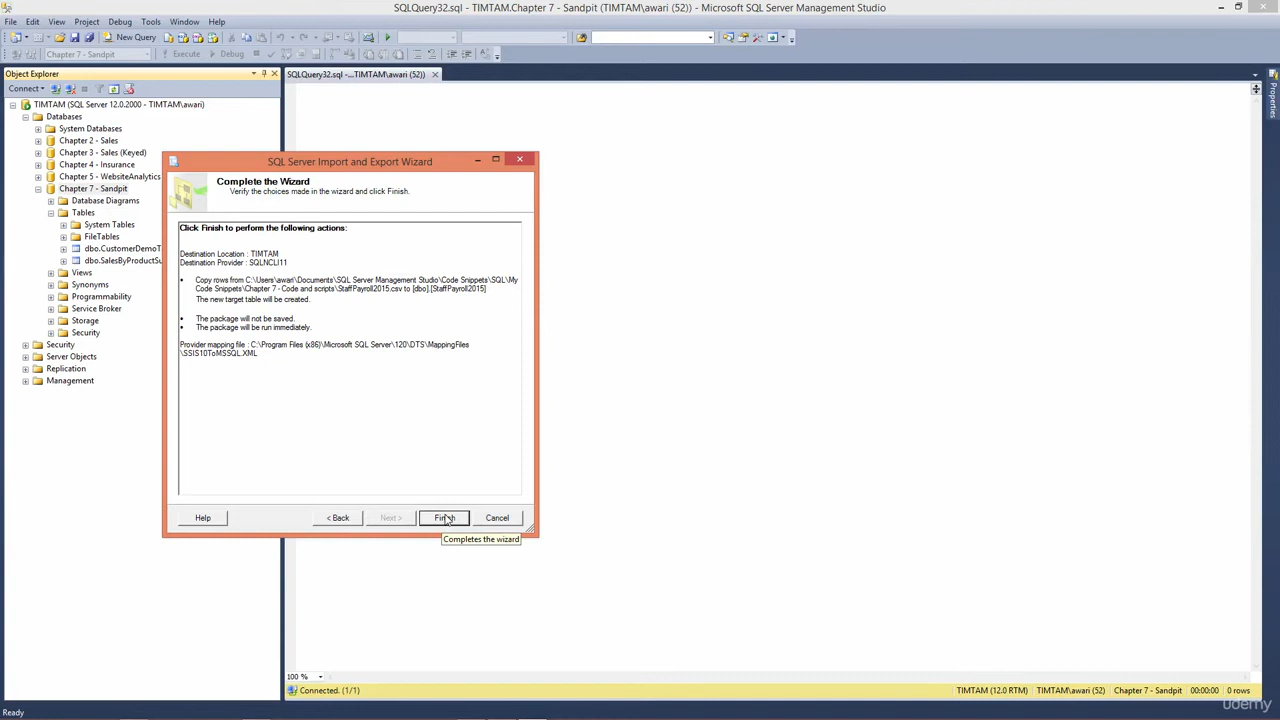 SQLQuery32.sql - TIMTAM.Chapter 7 - Sandpit (TIMTAM\awari (52)) - Microsoft SQL Server Management Studio
File Edit View Project Debug Tools Window Help
New Query
Chapter 7 - Sandpit Execute Debug
Object Explorer
SQLQuery32.sql -...TIMTAM\awari (52))
Connect
Properties
TIMTAM (SQL Server 12.0.2000 - TIMTAM\awari)
Databases
System Databases
Chapter 2 - Sales
Chapter 3 - Sales (Keyed)
Chapter 4 - Insurance
Chapter 5 - WebsiteAnalytics
Chapter 7 - Sandpit
Database Diagrams
Tables
System Tables
FileTables
dbo.CustomerDemoT
dbo.SalesByProductSu
Views
Synonyms
Programmability
Service Broker
Storage
Security
Security
Server Objects
Replication
Management
SQL Server Import and Export Wizard
Complete the Wizard
Verify the choices made in the wizard and click Finish.
Click Finish to perform the following actions:
Destination Location : TIMTAM
Destination Provider : SQLNCLI11
• Copy rows from C:\Users\awari\Documents\SQL Server Management Studio\Code Snippets\SQL\My
Code Snippets\Chapter 7 - Code and scripts\StaffPayroll2015.csv to [dbo].[StaffPayroll2015]
The new target table will be created.
• The package will not be saved.
• The package will be run immediately.
Provider mapping file : C:\Program Files (x86)\Microsoft SQL Server\120\DTS\MappingFiles
\SSIS10ToMSSQL.XML
Help < Back Next > Finish Cancel
Completes the wizard
100 %
Connected. (1/1) TIMTAM (12.0 RTM) TIMTAM\awari (52) Chapter 7 - Sandpit 00:00:00 0 rows
Ready
udemy